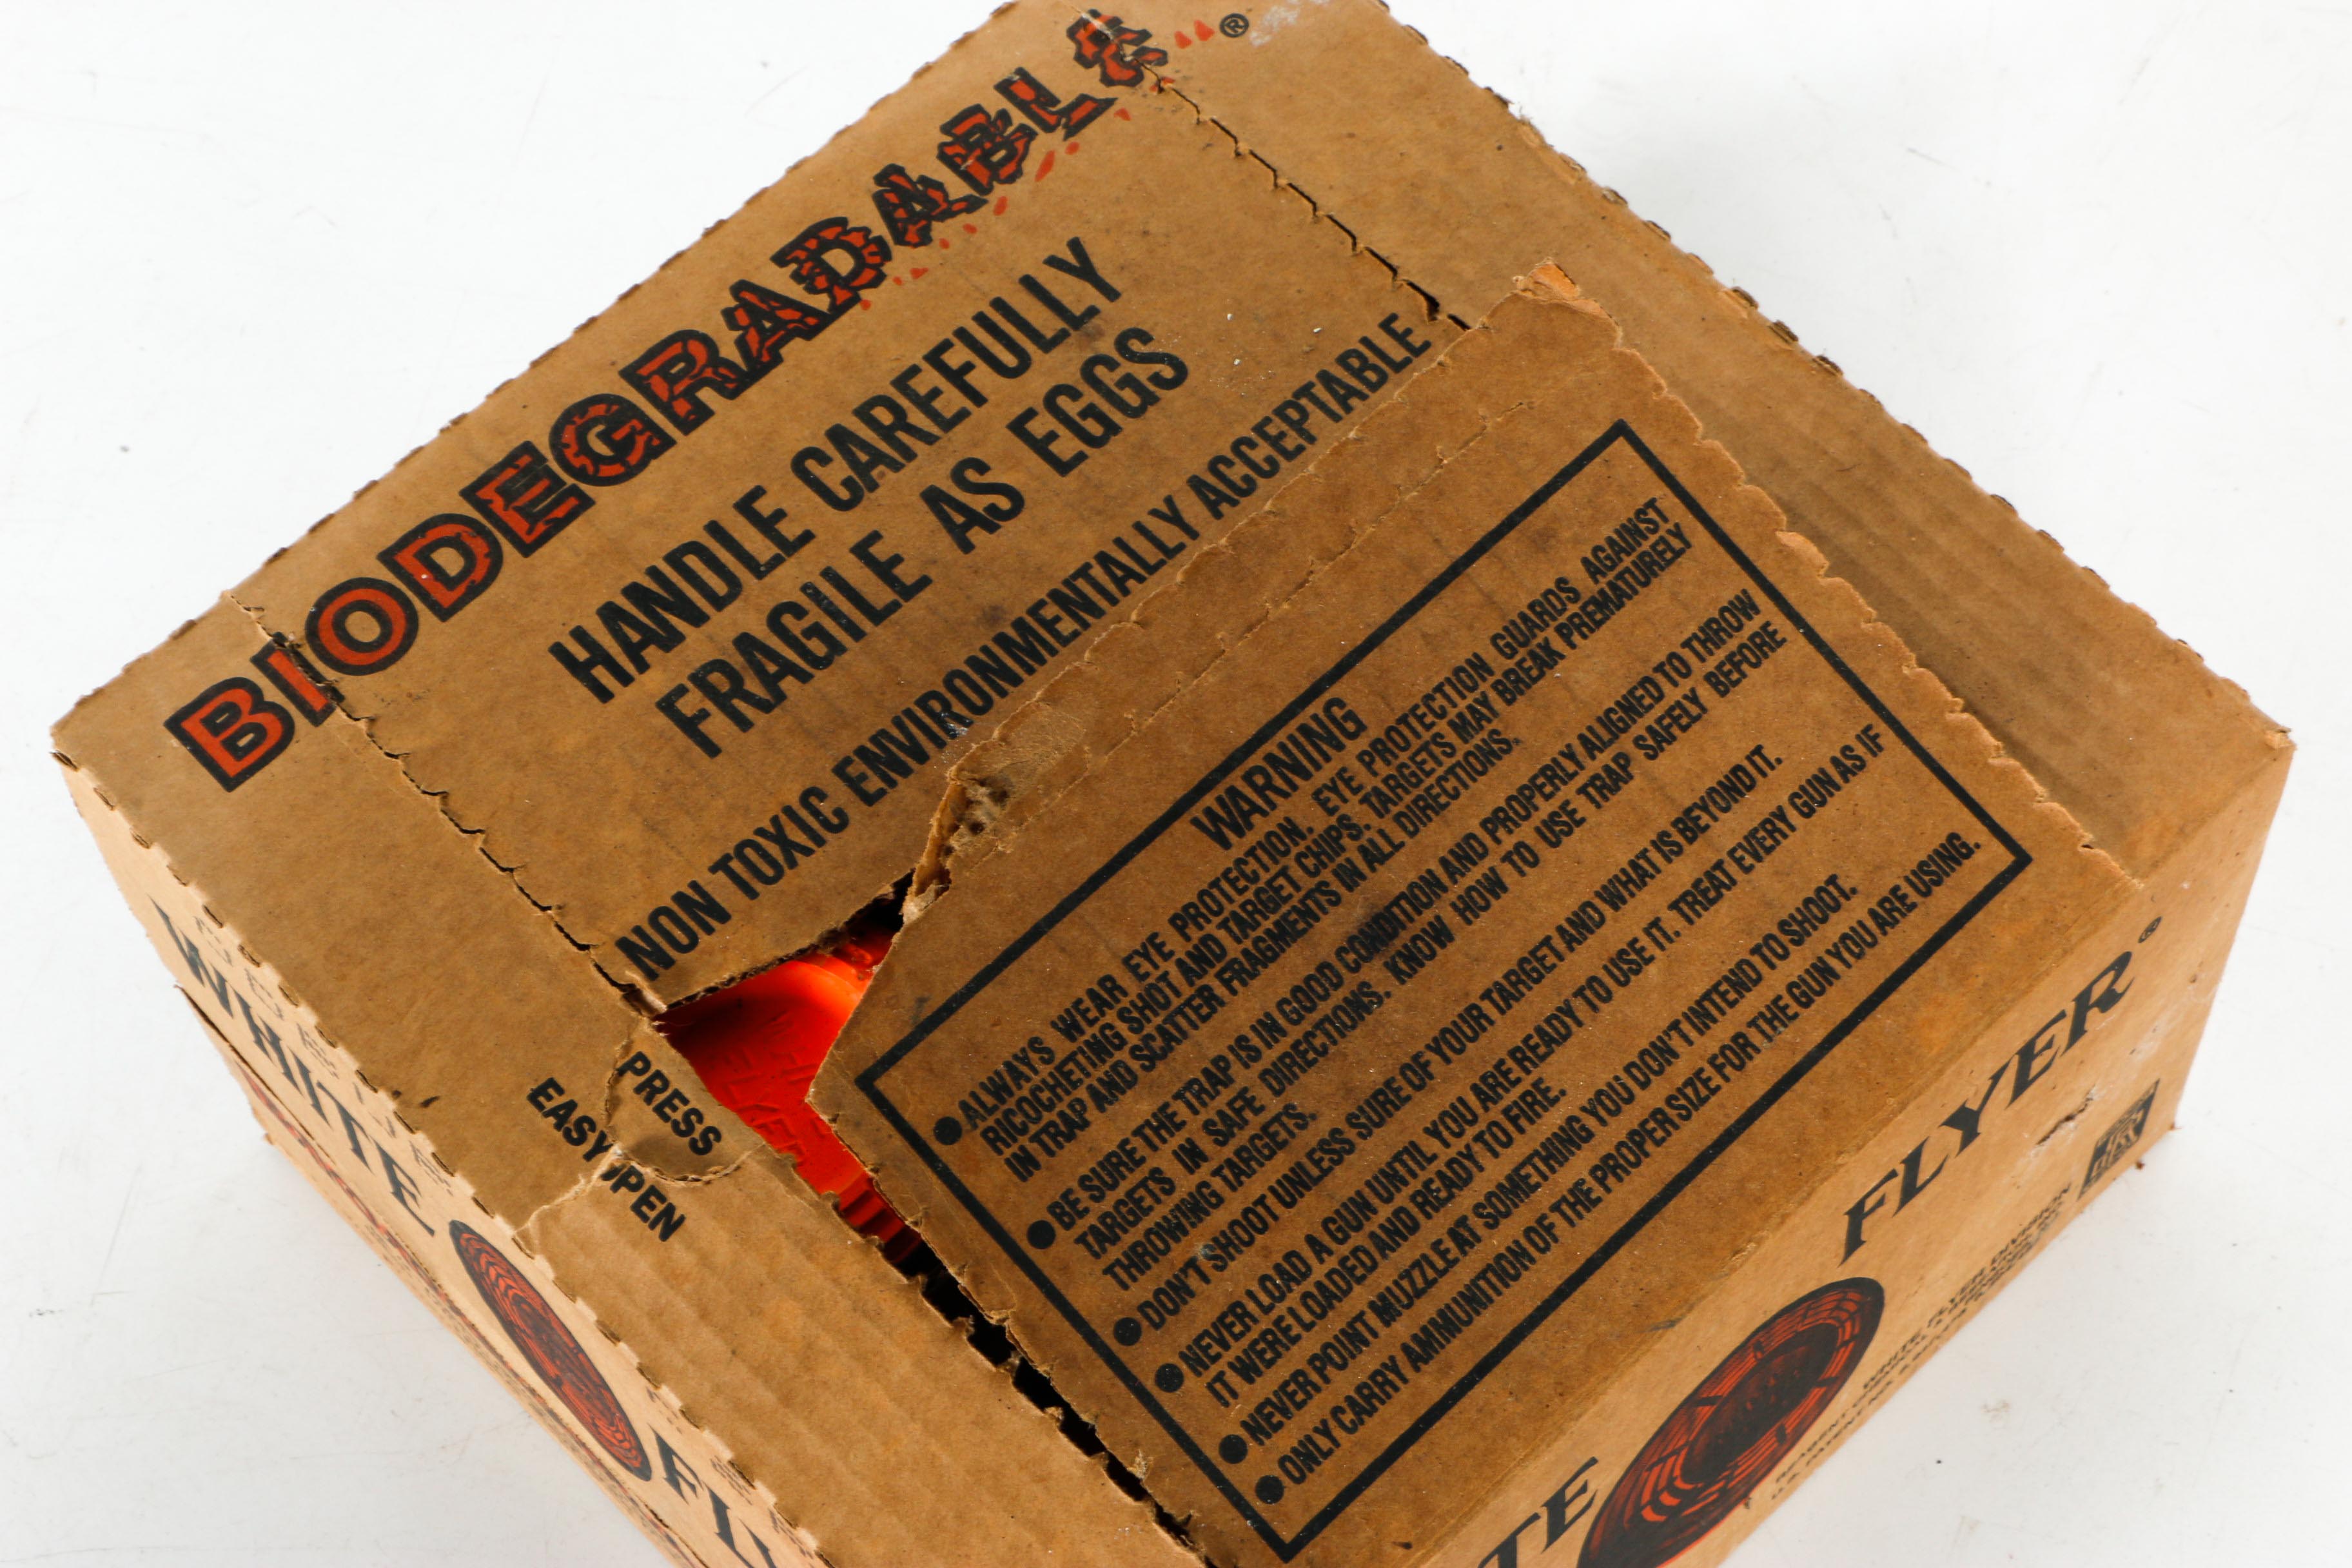 BIODEGRADABLE®
HANDLE CAREFULLY
FRAGILE AS EGGS
NON TOXIC ENVIRONMENTALLY ACCEPTABLE
PRESS
EASY OPEN
WARNING
● ALWAYS WEAR EYE PROTECTION. EYE PROTECTION GUARDS AGAINST
RICOCHETING SHOT AND TARGET CHIPS. TARGETS MAY BREAK PREMATURELY
IN TRAP AND SCATTER FRAGMENTS IN ALL DIRECTIONS.
● BE SURE THE TRAP IS IN GOOD CONDITION AND PROPERLY ALIGNED TO THROW
TARGETS IN SAFE DIRECTIONS. KNOW HOW TO USE TRAP SAFELY BEFORE
THROWING TARGETS.
● DON'T SHOOT UNLESS SURE OF YOUR TARGET AND WHAT IS BEYOND IT.
● NEVER LOAD A GUN UNTIL YOU ARE READY TO USE IT. TREAT EVERY GUN AS IF
IT WERE LOADED AND READY TO FIRE.
● NEVER POINT MUZZLE AT SOMETHING YOU DON'T INTEND TO SHOOT.
● ONLY CARRY AMMUNITION OF THE PROPER SIZE FOR THE GUN YOU ARE USING.
WHITE FLY
TE FLYER®
WHITE FLYER DIVISION